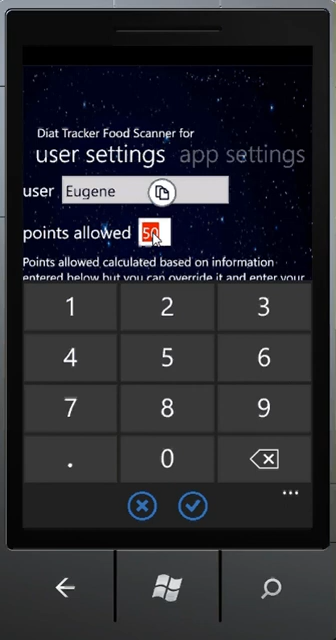 Diat Tracker Food Scanner for
user settings app settings
user Eugene
points allowed 50
Points allowed calculated based on information
entered below but you can override it and enter your
1 2 3
4 5 6
7 8 9
. 0
...